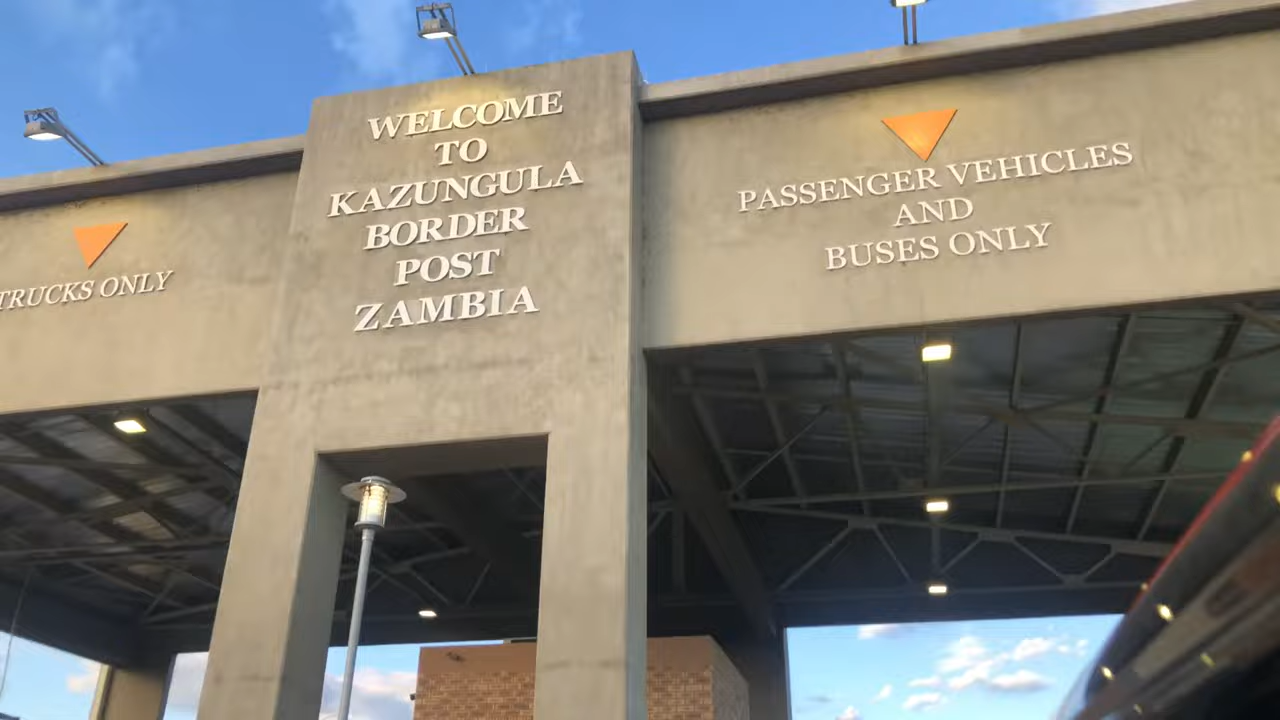 WELCOME
TO
KAZUNGULA
BORDER
POST
ZAMBIA
TRUCKS ONLY
PASSENGER VEHICLES
AND
BUSES ONLY